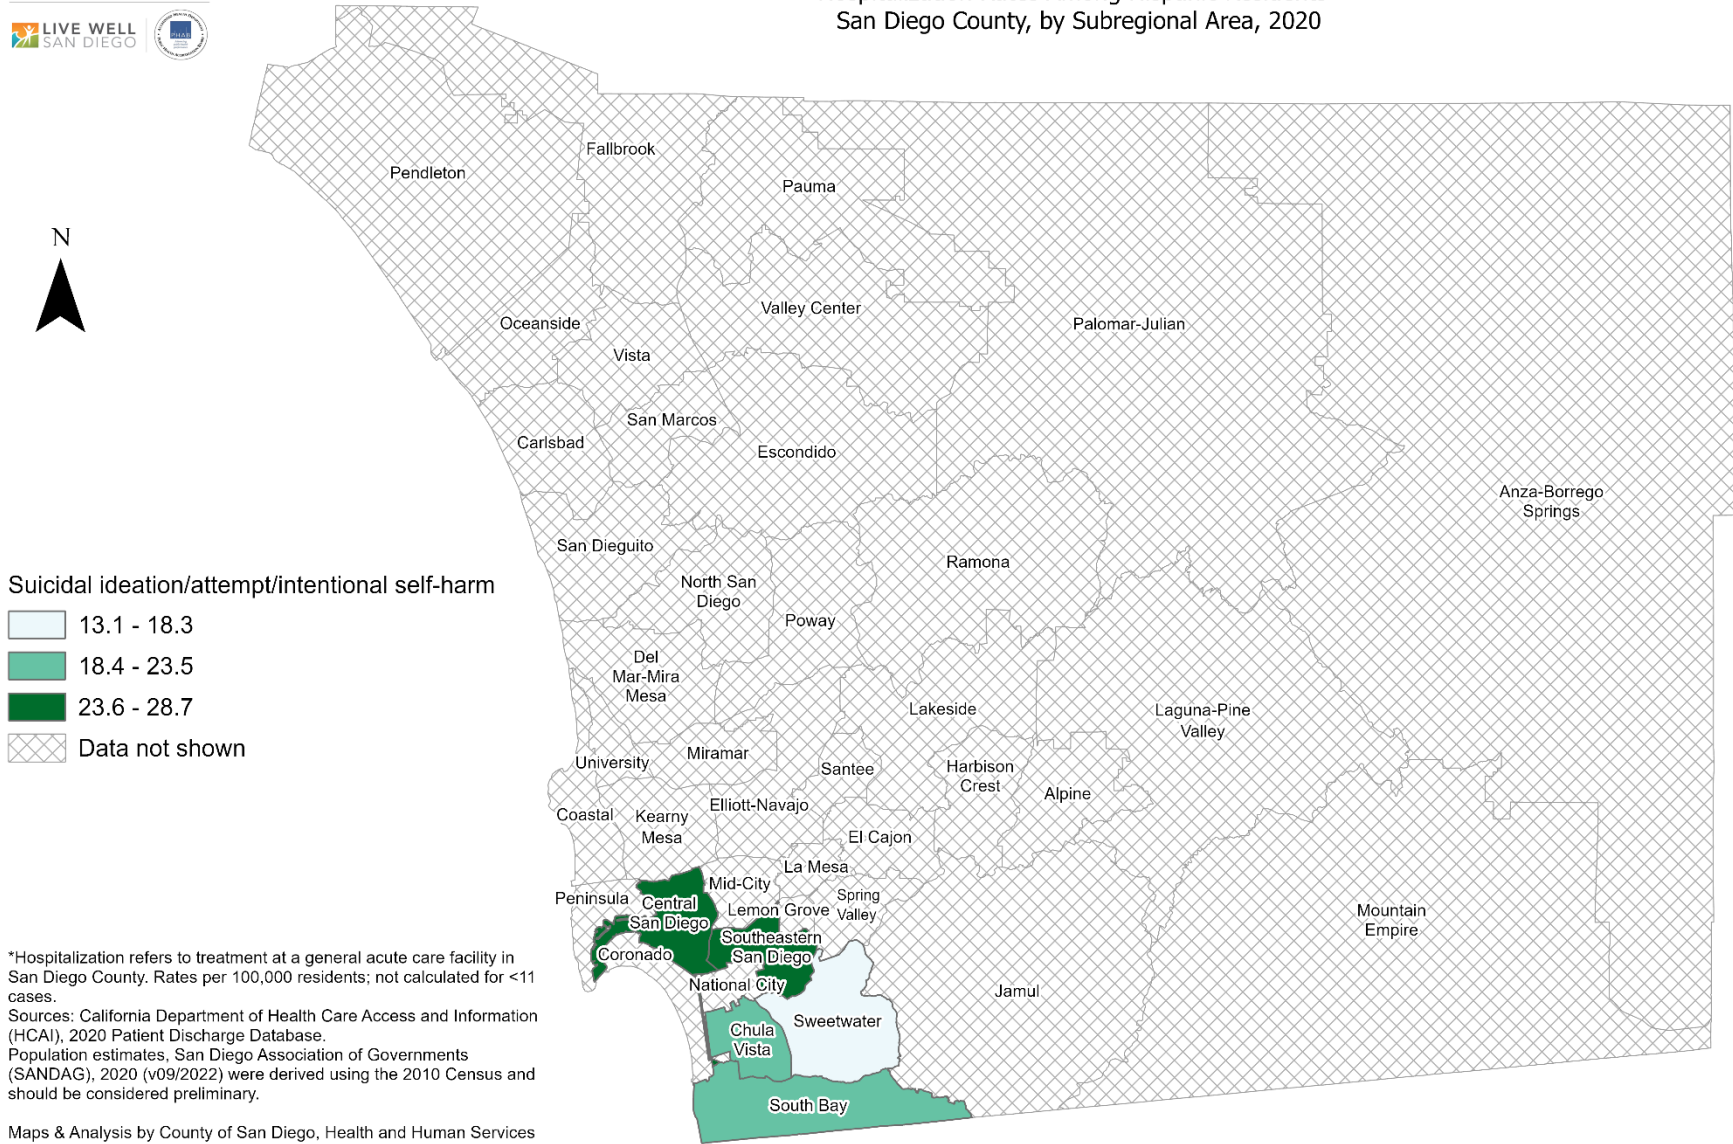 LIVE WELL
SAN DIEGO
PHAB
San Diego County, by Subregional Area, 2020
N
Fallbrook
Pendleton
Pauma
Valley Center
Oceanside
Palomar-Julian
Vista
San Marcos
Carlsbad
Escondido
Anza-Borrego
Springs
San Dieguito
Ramona
North San
Diego
Poway
Del
Mar-Mira
Mesa
Lakeside
Laguna-Pine
Valley
Miramar
University
Santee
Harbison
Crest
Alpine
Elliott-Navajo
Coastal
Kearny
Mesa
El Cajon
La Mesa
Mid-City
Peninsula
Central
San Diego
Lemon Grove
Spring
Valley
Mountain
Empire
Southeastern
San Diego
Coronado
National City
Jamul
Sweetwater
Chula
Vista
South Bay
Suicidal ideation/attempt/intentional self-harm
13.1 - 18.3
18.4 - 23.5
23.6 - 28.7
Data not shown
*Hospitalization refers to treatment at a general acute care facility in
San Diego County. Rates per 100,000 residents; not calculated for <11
cases.
Sources: California Department of Health Care Access and Information
(HCAI), 2020 Patient Discharge Database.
Population estimates, San Diego Association of Governments
(SANDAG), 2020 (v09/2022) were derived using the 2010 Census and
should be considered preliminary.
Maps & Analysis by County of San Diego, Health and Human Services